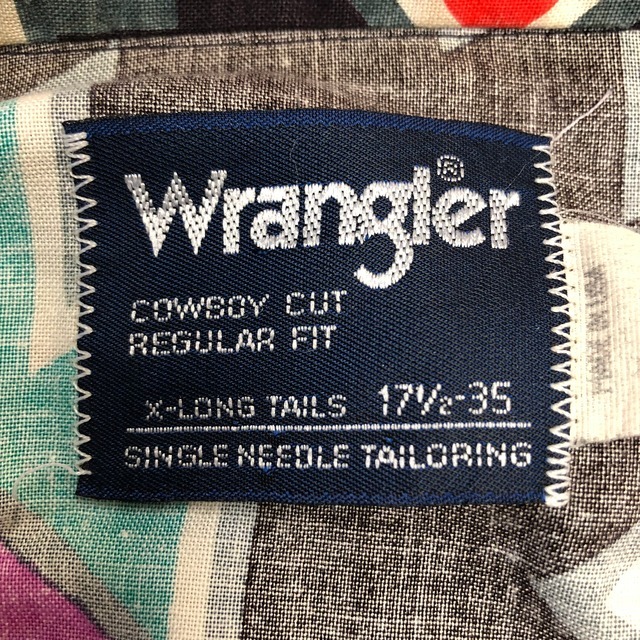 Wrangler®
COWBOY CUT
REGULAR FIT
X-LONG TAILS 17½-35
SINGLE NEEDLE TAILORING